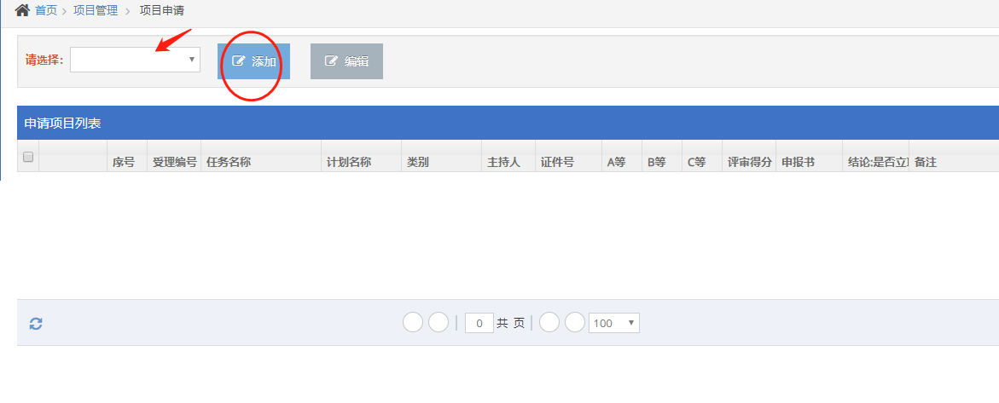 首页 > 项目管理 > 项目申请
请选择: 添加 编辑
申请项目列表
序号 受理编号 任务名称 计划名称 类别 主持人 证件号 A等 B等 C等 评审得分 申报书 结论:是否立 备注
0 共 页 100